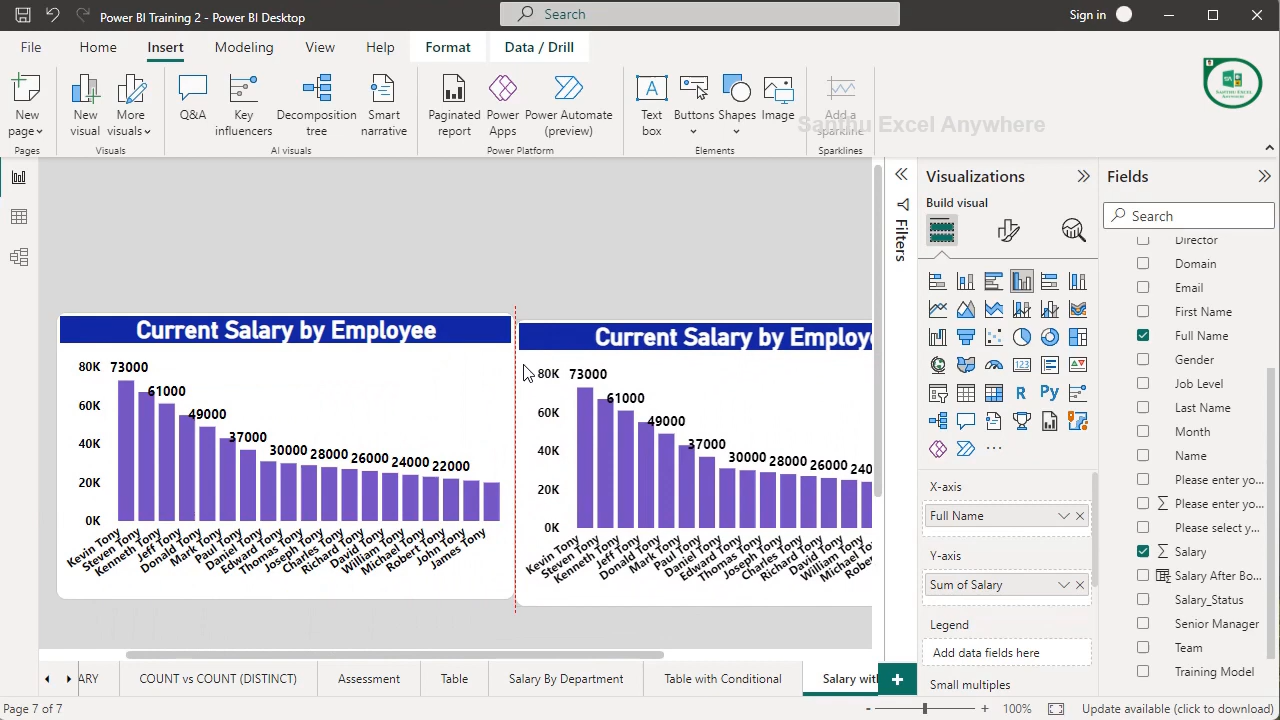 Power BI Training 2 - Power BI Desktop
Search
Sign in
File
Home
Insert
Modeling
View
Help
Format
Data / Drill
New page
New visual
More visuals
Q&A
Key influencers
Decomposition tree
Smart narrative
Paginated report
Power Apps
Power Automate (preview)
Text box
Buttons
Shapes
Image
Add a sparkline
Santhu Excel Anywhere
Pages
Visuals
AI visuals
Power Platform
Elements
Sparklines
Current Salary by Employee
80K
60K
40K
20K
0K
73000
61000
49000
37000
30000
28000
26000
24000
22000
Kevin Tony
Steven Tony
Kenneth Tony
Jeff Tony
Donald Tony
Mark Tony
Paul Tony
Daniel Tony
Edward Tony
Thomas Tony
Joseph Tony
Charles Tony
Richard Tony
David Tony
William Tony
Michael Tony
Robert Tony
John Tony
James Tony
Current Salary by Employe
80K
60K
40K
20K
0K
73000
61000
49000
37000
30000
28000
26000
240
Kevin Tony
Steven Tony
Kenneth Tony
Jeff Tony
Donald Tony
Mark Tony
Paul Tony
Daniel Tony
Edward Tony
Thomas Tony
Joseph Tony
Charles Tony
Richard Tony
David Tony
William Tony
Filters
Visualizations
Build visual
R
Py
123
X-axis
Full Name
Y-axis
Sum of Salary
Legend
Add data fields here
Small multiples
Fields
Search
Director
Domain
Email
First Name
Full Name
Gender
Job Level
Last Name
Month
Name
Please enter yo...
Please enter yo...
Please select y...
Salary
Salary After Bo...
Salary_Status
Senior Manager
Team
Training Model
ARY
COUNT vs COUNT (DISTINCT)
Assessment
Table
Salary By Department
Table with Conditional
Salary wit
Page 7 of 7
100%
Update available (click to download)